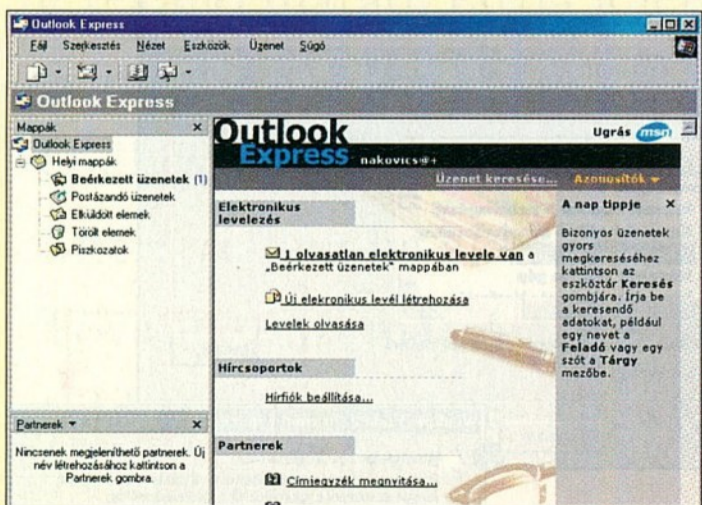 Outlook Express
Fájl Szerkesztés Nézet Eszközök Üzenet Súgó
Outlook Express
Mappák ×
Outlook Express
Helyi mappák
Beérkezett üzenetek (1)
Postázandó üzenetek
Elküldött elemek
Törölt elemek
Piszkozatok
Partnerek ×
Nincsenek megjeleníthető partnerek. Új
név létrehozásához kattintson a
Partnerek gombra.
Outlook
Express
nakovics@+
Ugrás msn
Üzenet keresése... Azonosítók
Elektronikus
levelezés
1 olvasatlan elektronikus levele van a
„Beérkezett üzenetek" mappában
Új elekronikus levél létrehozása
Levelek olvasása
Hírcsoportok
Hírfiók beállítása...
Partnerek
Címjegyzék megnyitása...
A nap tippje ×
Bizonyos üzenetek
gyors
megkereséséhez
kattintson az
eszköztár Keresés
gombjára. Írja be
a keresendő
adatokat, például
egy nevet a
Feladó vagy egy
szót a Tárgy
mezőbe.